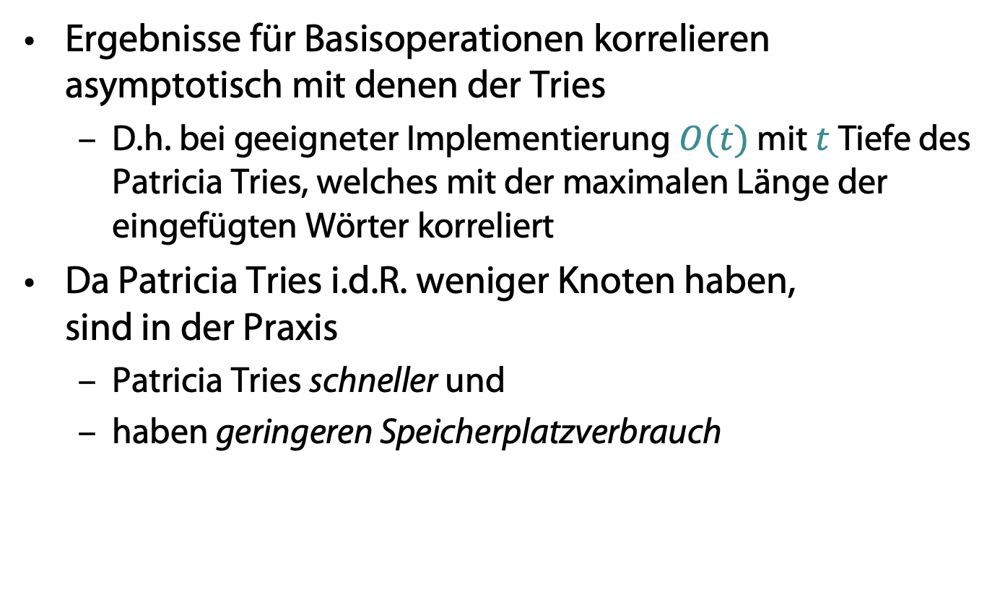 • Ergebnisse für Basisoperationen korrelieren
asymptotisch mit denen der Tries
– D.h. bei geeigneter Implementierung O(t) mit t Tiefe des
Patricia Tries, welches mit der maximalen Länge der
eingefügten Wörter korreliert
• Da Patricia Tries i.d.R. weniger Knoten haben,
sind in der Praxis
– Patricia Tries schneller und
– haben geringeren Speicherplatzverbrauch